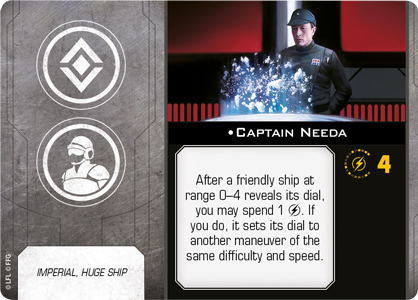 •Captain Needa
After a friendly ship at
range 0–4 reveals its dial,
you may spend 1 . If
you do, it sets its dial to
another maneuver of the
same difficulty and speed.
4
IMPERIAL, HUGE SHIP
© LFL © FFG